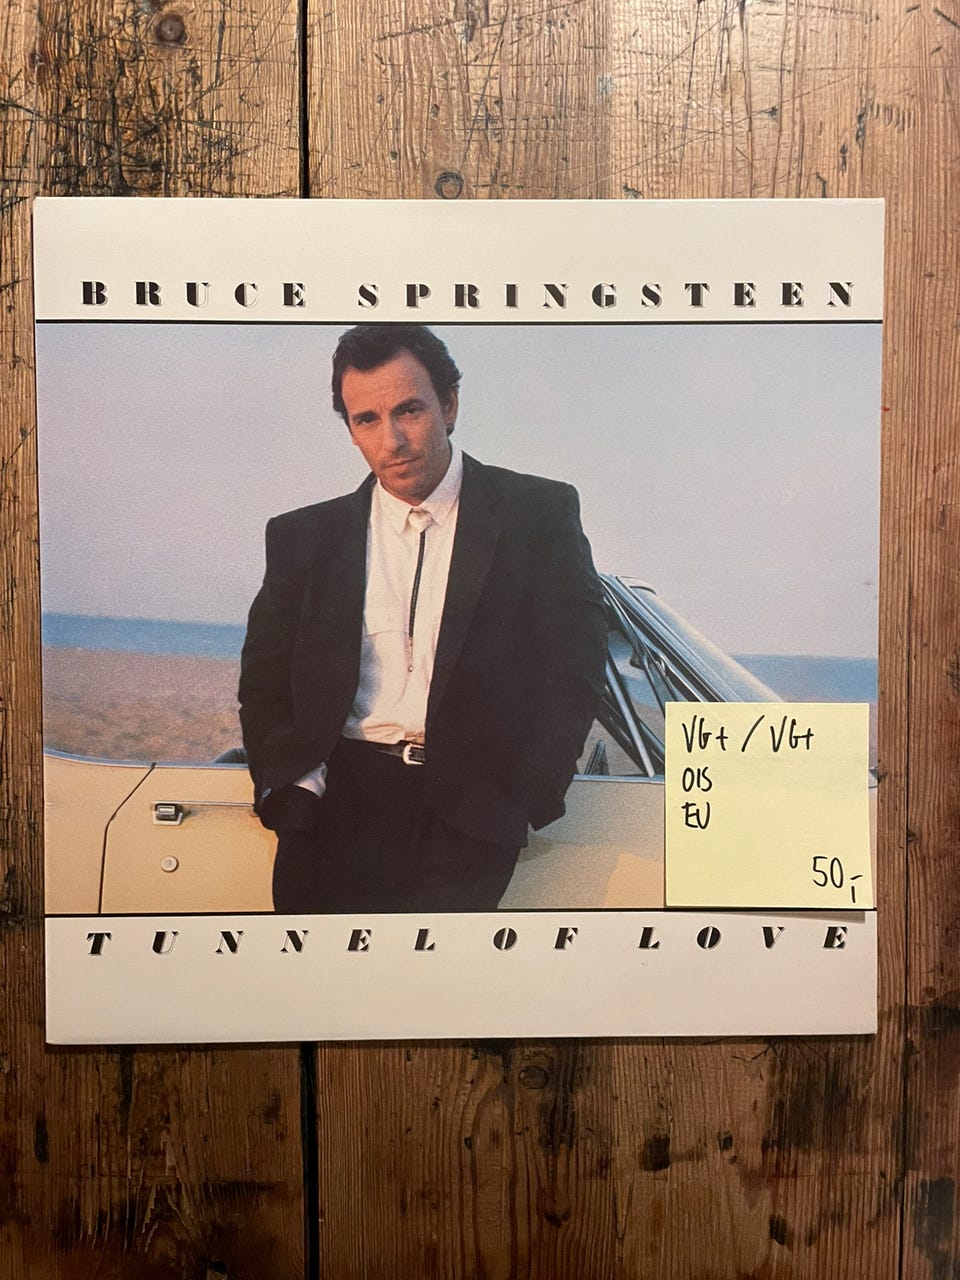 BRUCE SPRINGSTEEN
VG+ / VG+
OIS
EU
50,-
TUNNEL OF LOVE